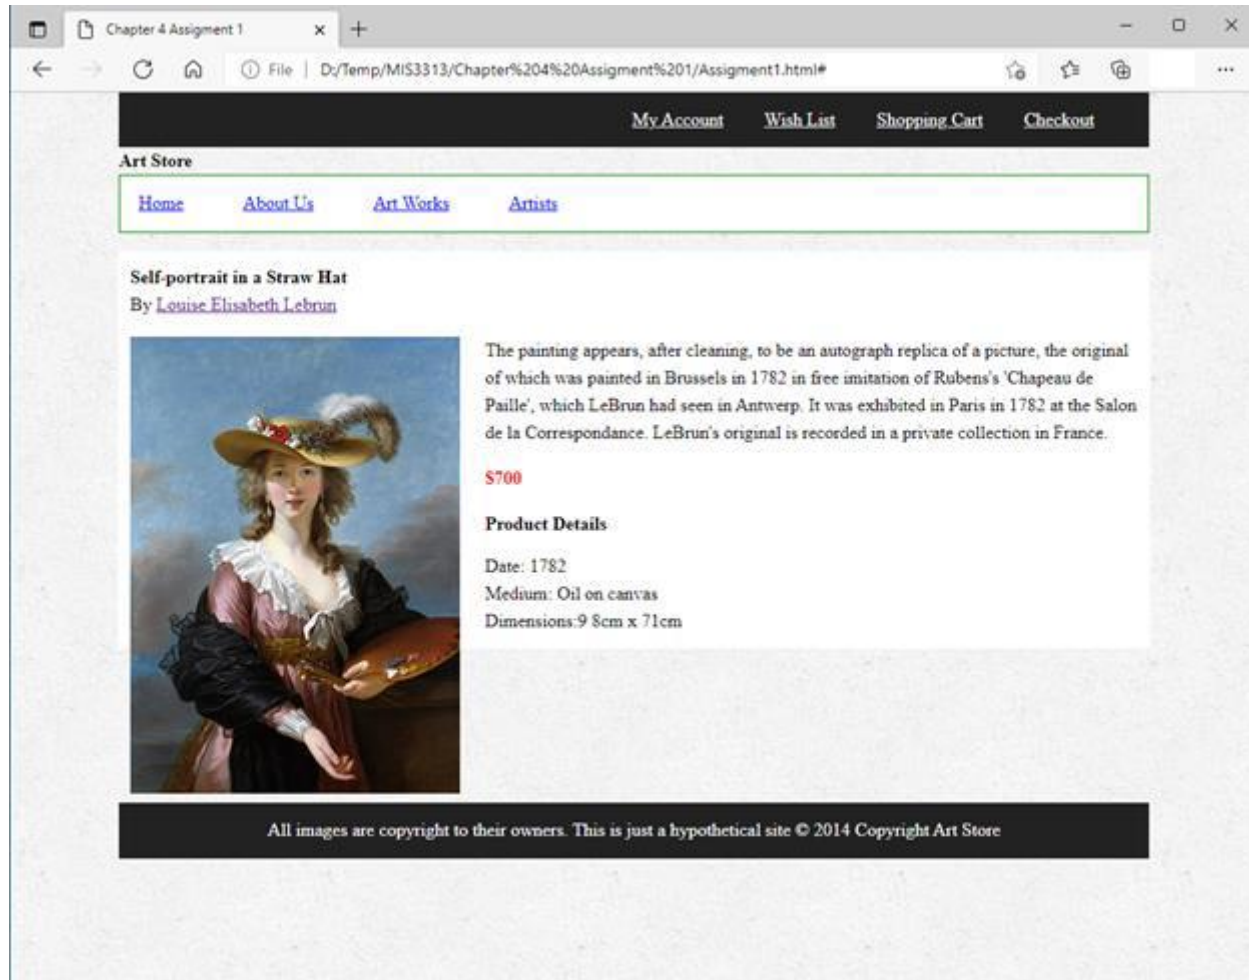 Chapter 4 Assigment 1
File | D:/Temp/MIS3313/Chapter%204%20Assigment%201/Assigment1.html#
My Account Wish List Shopping Cart Checkout
Art Store
Home About Us Art Works Artists
Self-portrait in a Straw Hat
By Louise Elisabeth Lebrun
The painting appears, after cleaning, to be an autograph replica of a picture, the original
of which was painted in Brussels in 1782 in free imitation of Rubens's 'Chapeau de
Paille', which LeBrun had seen in Antwerp. It was exhibited in Paris in 1782 at the Salon
de la Correspondance. LeBrun's original is recorded in a private collection in France.
$700
Product Details
Date: 1782
Medium: Oil on canvas
Dimensions:9 8cm x 71cm
All images are copyright to their owners. This is just a hypothetical site © 2014 Copyright Art Store